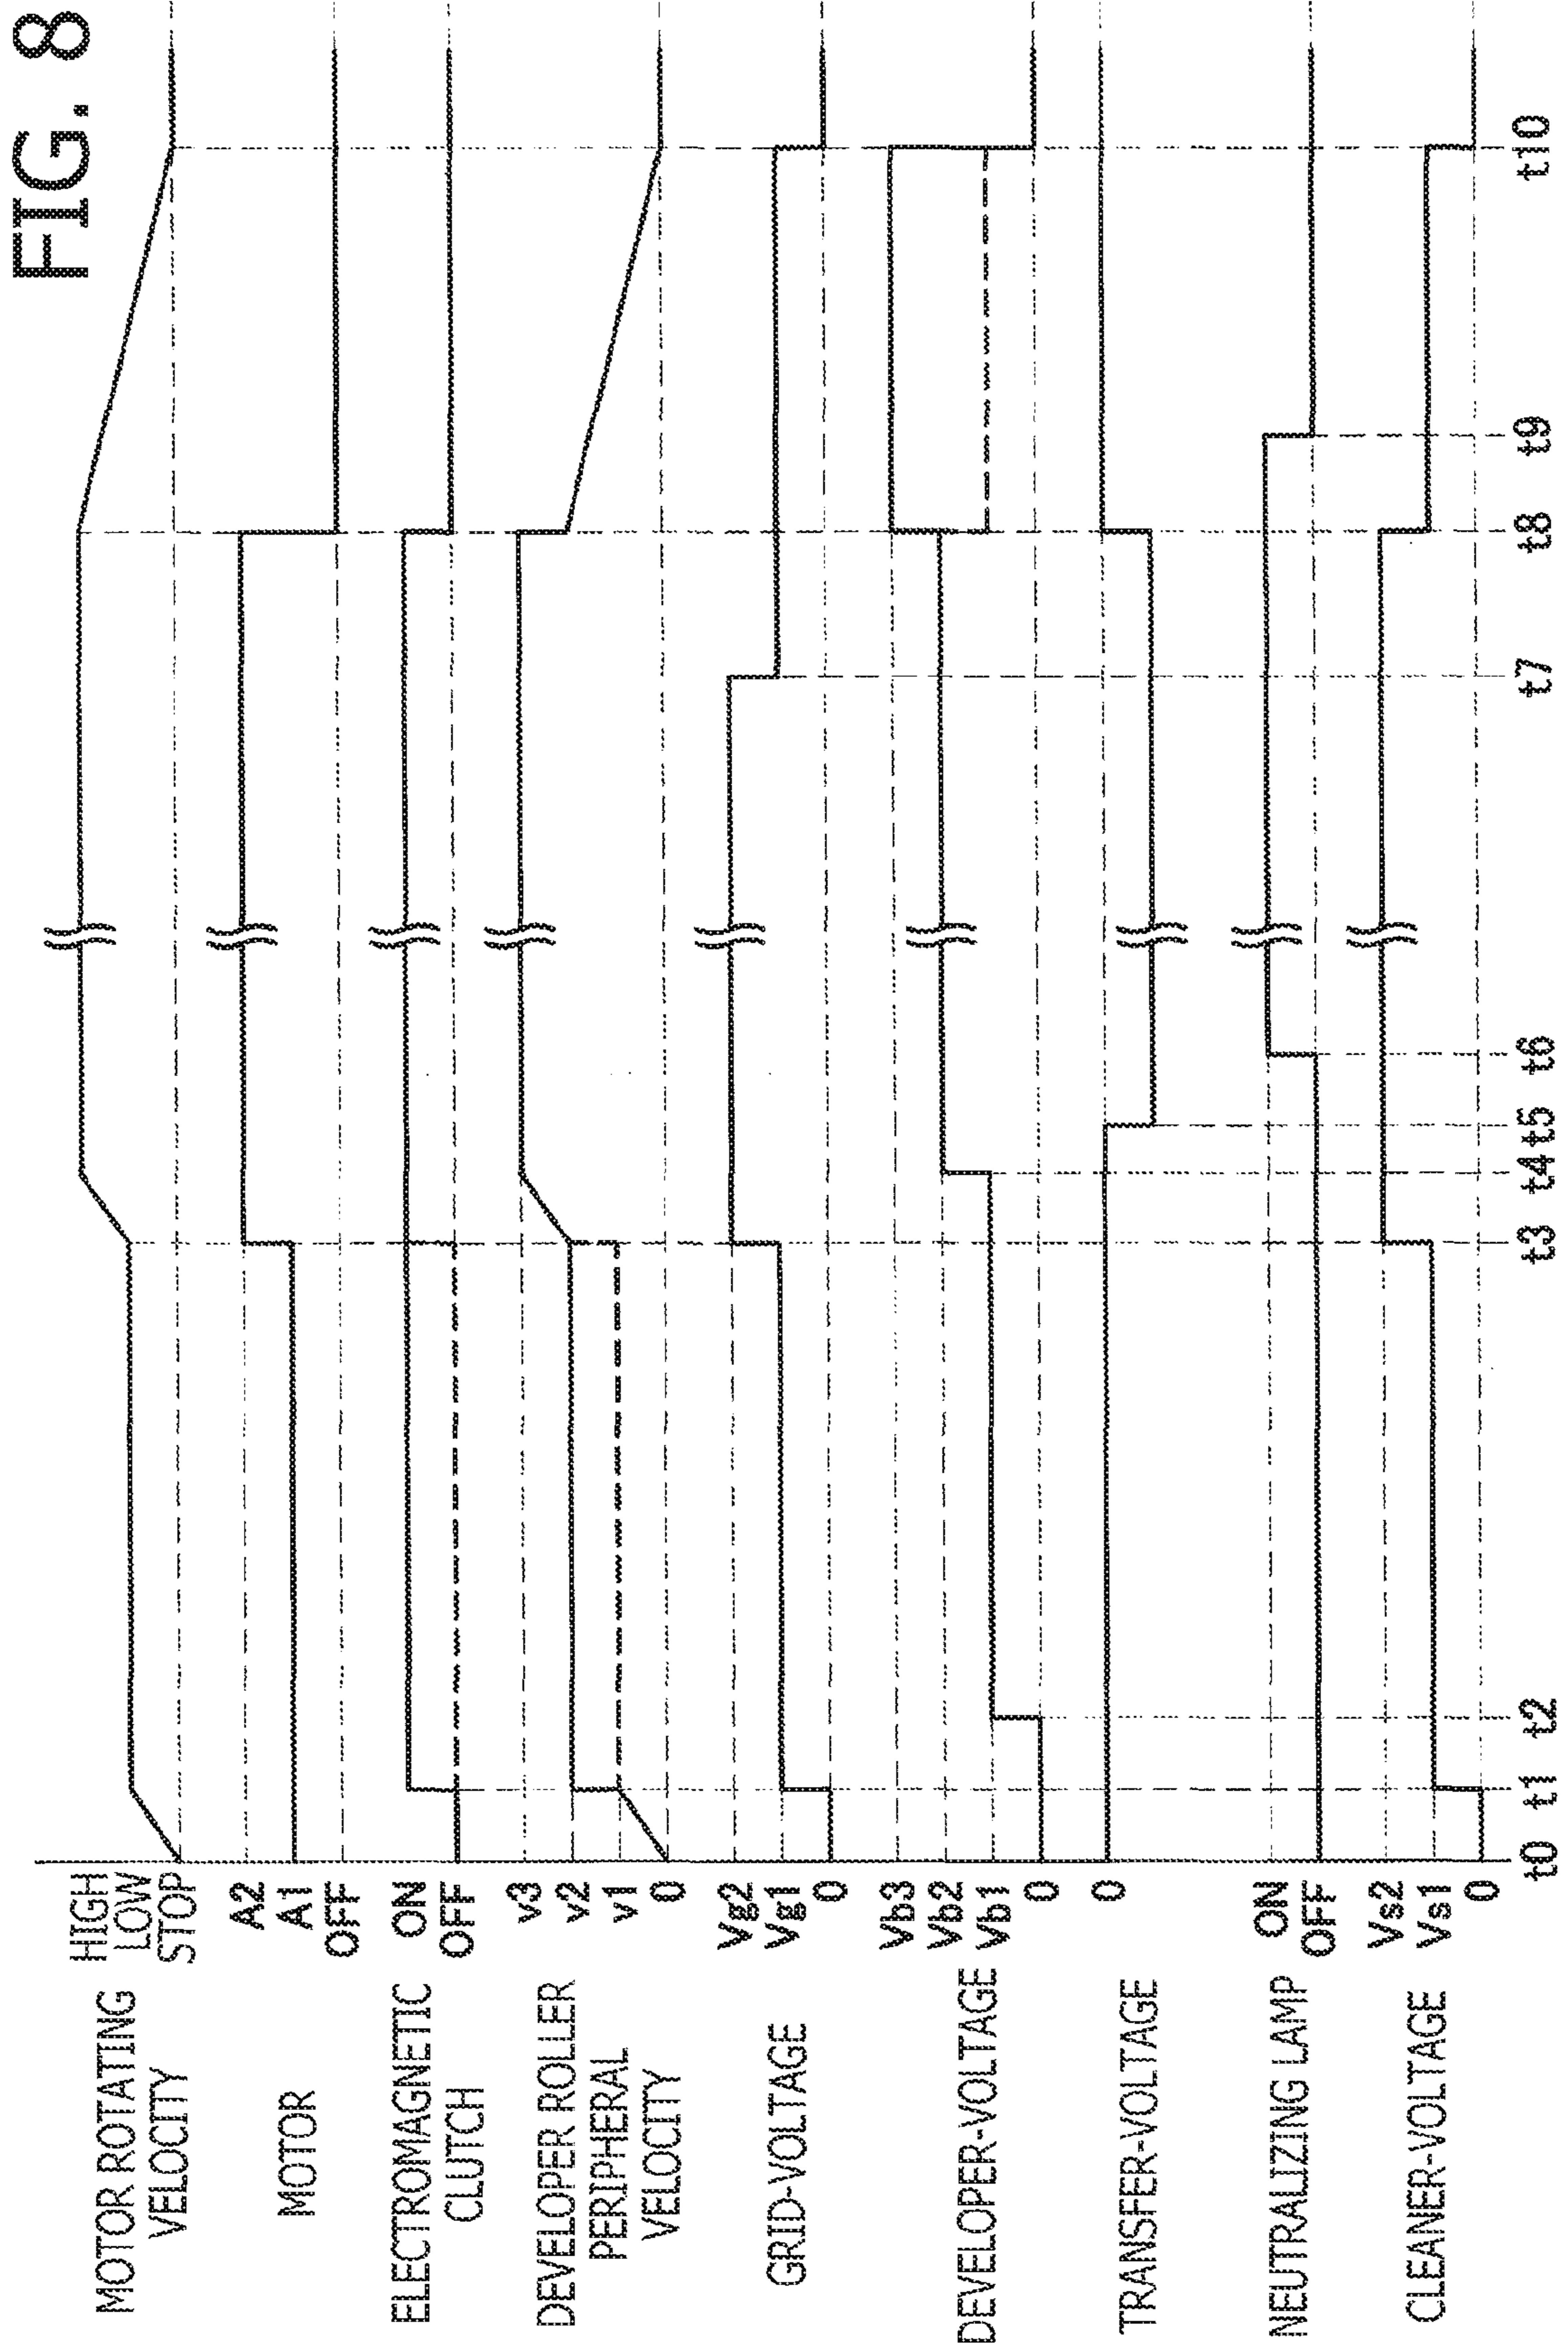 FIG. 8
MOTOR ROTATING
VELOCITY
HIGH
LOW
STOP
MOTOR
A2
A1
OFF
ELECTROMAGNETIC
CLUTCH
ON
OFF
DEVELOPER ROLLER
PERIPHERAL
VELOCITY
v3
v2
v1
0
GRID-VOLTAGE
Vg2
Vg1
0
DEVELOPER-VOLTAGE
Vb3
Vb2
Vb1
0
TRANSFER-VOLTAGE
0
NEUTRALIZING LAMP
ON
OFF
CLEANER-VOLTAGE
Vs2
Vs1
0
t0 t1 t2 t3 t4 t5 t6 t7 t8 t9 t10